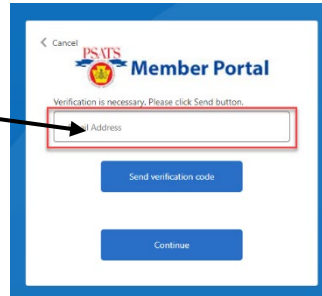 Cancel
PSATS
Member Portal
Verification is necessary. Please click Send button.
Address
Send verification code
Continue